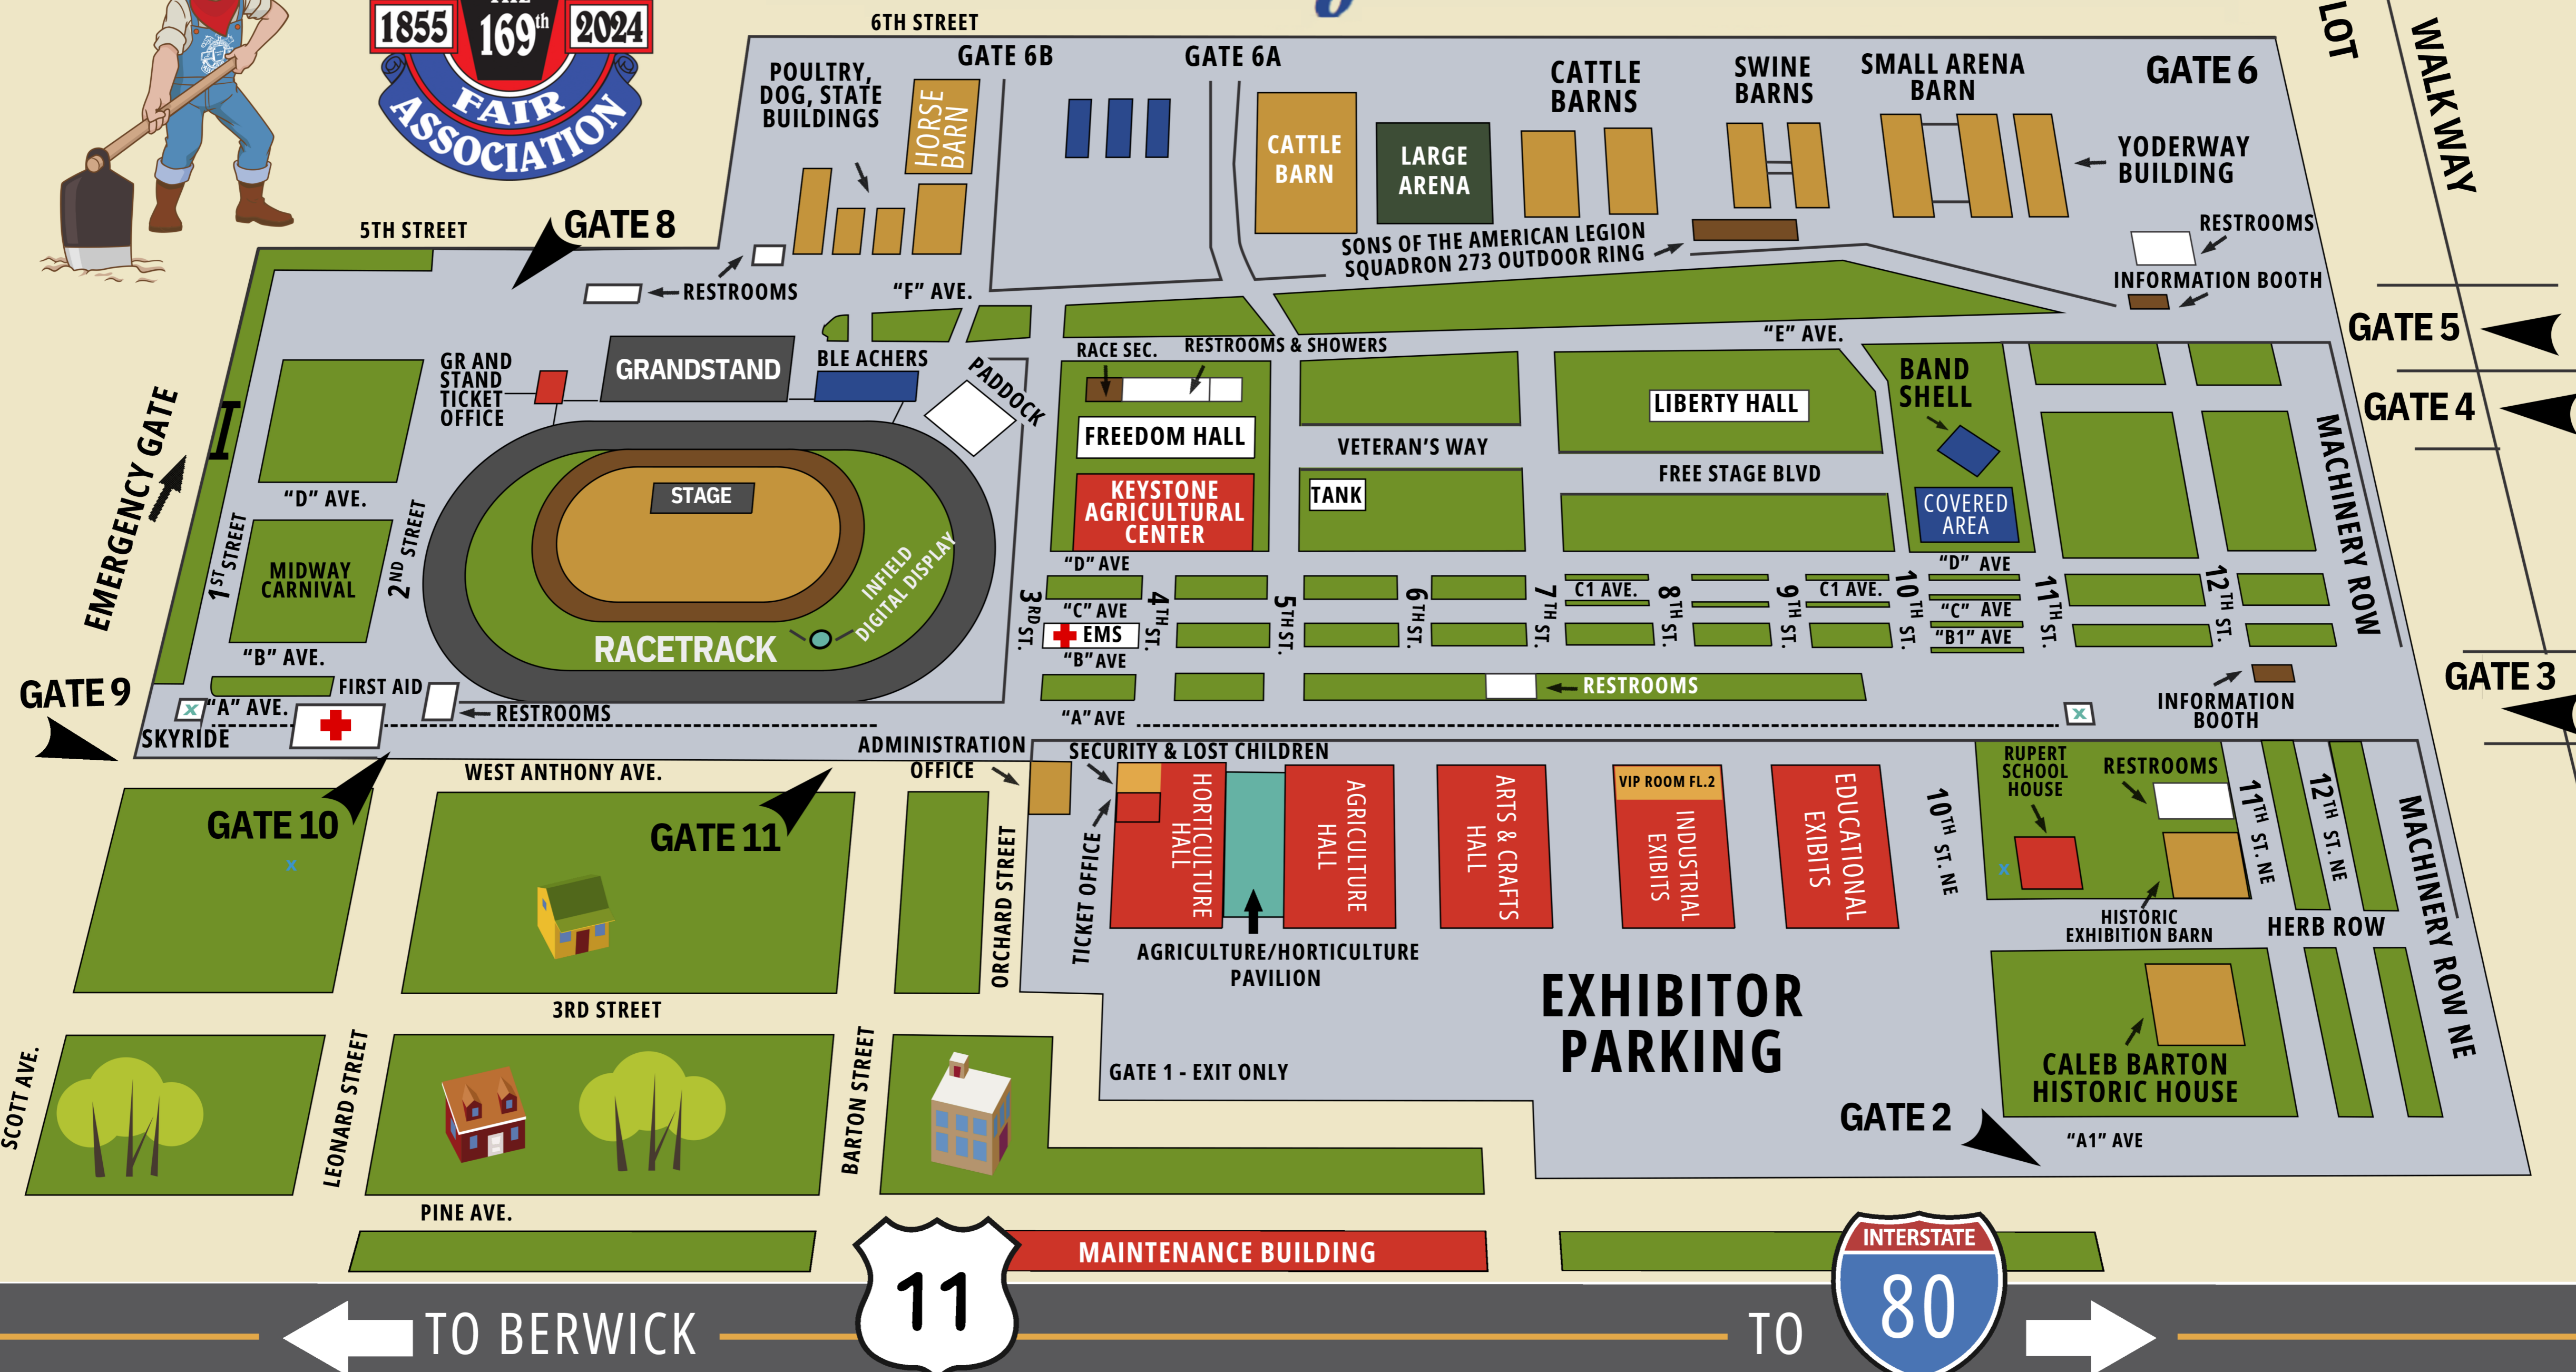 1855
THE
169th
2024
FAIR
ASSOCIATION
6TH STREET
GATE 6B
GATE 6A
POULTRY,
DOG, STATE
BUILDINGS
HORSE
BARN
CATTLE
BARN
LARGE
ARENA
CATTLE
BARNS
SWINE
BARNS
SMALL ARENA
BARN
GATE 6
LOT
WALKWAY
YODERWAY
BUILDING
RESTROOMS
INFORMATION BOOTH
SONS OF THE AMERICAN LEGION
SQUADRON 273 OUTDOOR RING
5TH STREET
GATE 8
RESTROOMS
"F" AVE.
"E" AVE.
GATE 5
GATE 4
GR AND
STAND
TICKET
OFFICE
GRANDSTAND
BLE ACHERS
PADDOCK
RACE SEC.
RESTROOMS & SHOWERS
FREEDOM HALL
KEYSTONE
AGRICULTURAL
CENTER
VETERAN'S WAY
TANK
LIBERTY HALL
FREE STAGE BLVD
BAND
SHELL
COVERED
AREA
MACHINERY ROW
EMERGENCY GATE
I
"D" AVE.
1ST STREET
2ND STREET
MIDWAY
CARNIVAL
"B" AVE.
STAGE
INFIELD
DIGITAL DISPLAY
RACETRACK
"D" AVE
"C" AVE
EMS
"B" AVE
3RD ST.
4TH ST.
5TH ST.
6TH ST.
7TH ST.
C1 AVE.
8TH ST.
9TH ST.
C1 AVE.
10TH ST.
"D" AVE
"C" AVE
"B1" AVE
11TH ST.
12TH ST.
GATE 9
X
"A" AVE.
FIRST AID
RESTROOMS
SKYRIDE
"A" AVE
RESTROOMS
X
INFORMATION
BOOTH
GATE 3
WEST ANTHONY AVE.
ADMINISTRATION
OFFICE
SECURITY & LOST CHILDREN
TICKET OFFICE
HORTICULTURE
HALL
AGRICULTURE
HALL
AGRICULTURE/HORTICULTURE
PAVILION
ARTS & CRAFTS
HALL
VIP ROOM FL.2
INDUSTRIAL
EXIBITS
EDUCATIONAL
EXIBITS
10TH ST. NE
RUPERT
SCHOOL
HOUSE
RESTROOMS
X
HISTORIC
EXHIBITION BARN
11TH ST. NE
12TH ST. NE
HERB ROW
MACHINERY ROW NE
GATE 10
X
GATE 11
ORCHARD STREET
3RD STREET
EXHIBITOR
PARKING
GATE 1 - EXIT ONLY
CALEB BARTON
HISTORIC HOUSE
GATE 2
"A1" AVE
SCOTT AVE.
LEONARD STREET
BARTON STREET
PINE AVE.
MAINTENANCE BUILDING
TO BERWICK
11
TO
INTERSTATE
80